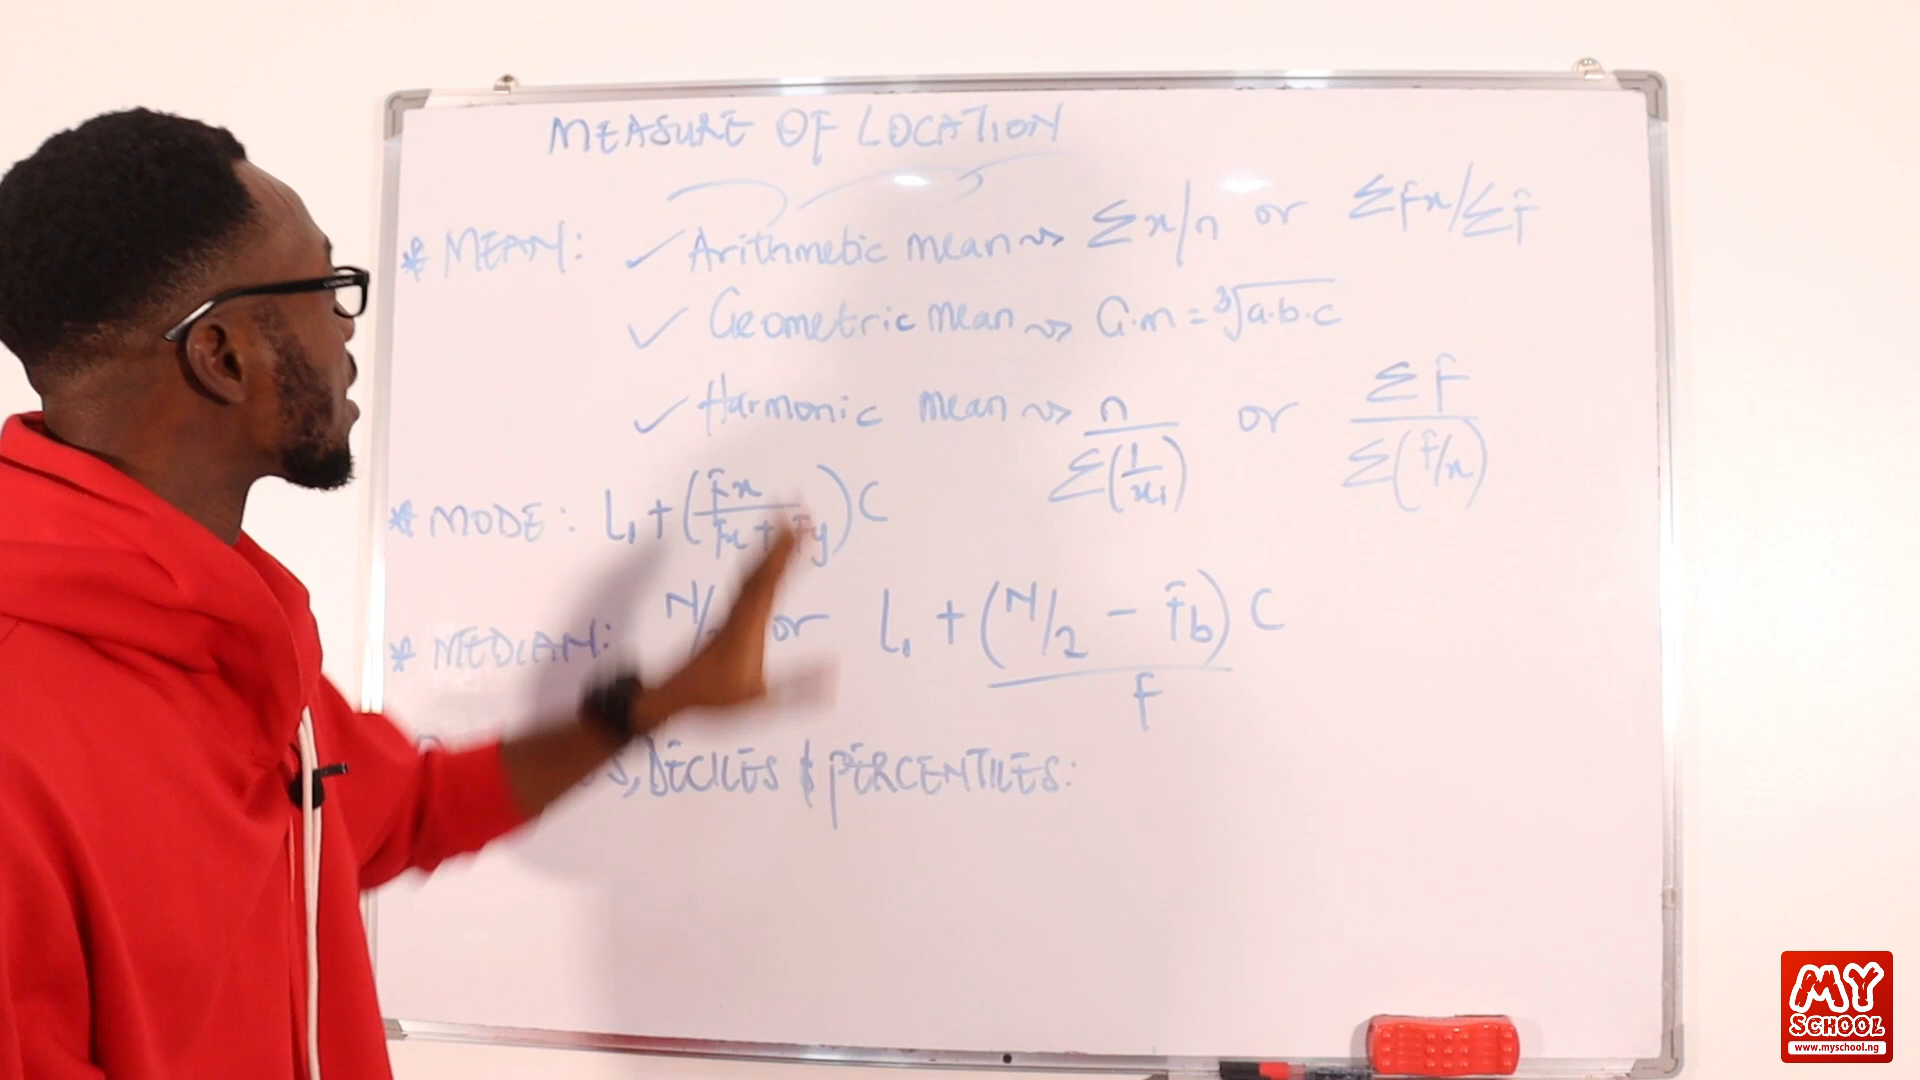 MEASURE OF LOCATION
* MEAN: ✓ Arithmetic mean ⇝ Σx/n or Σfx/Σf
✓ Geometric mean ⇝ G.m = ³√a.b.c
✓ Harmonic mean ⇝ n/Σ(1/x₁) or Σf/Σ(f/x)
* MODE: L₁ + (fx/fx + fy) C
* MEDIAN: N/ or L₁ + (N/2 - fb) C / f
DECILES & PERCENTILES:
MY
SCHOOL
www.myschool.ng